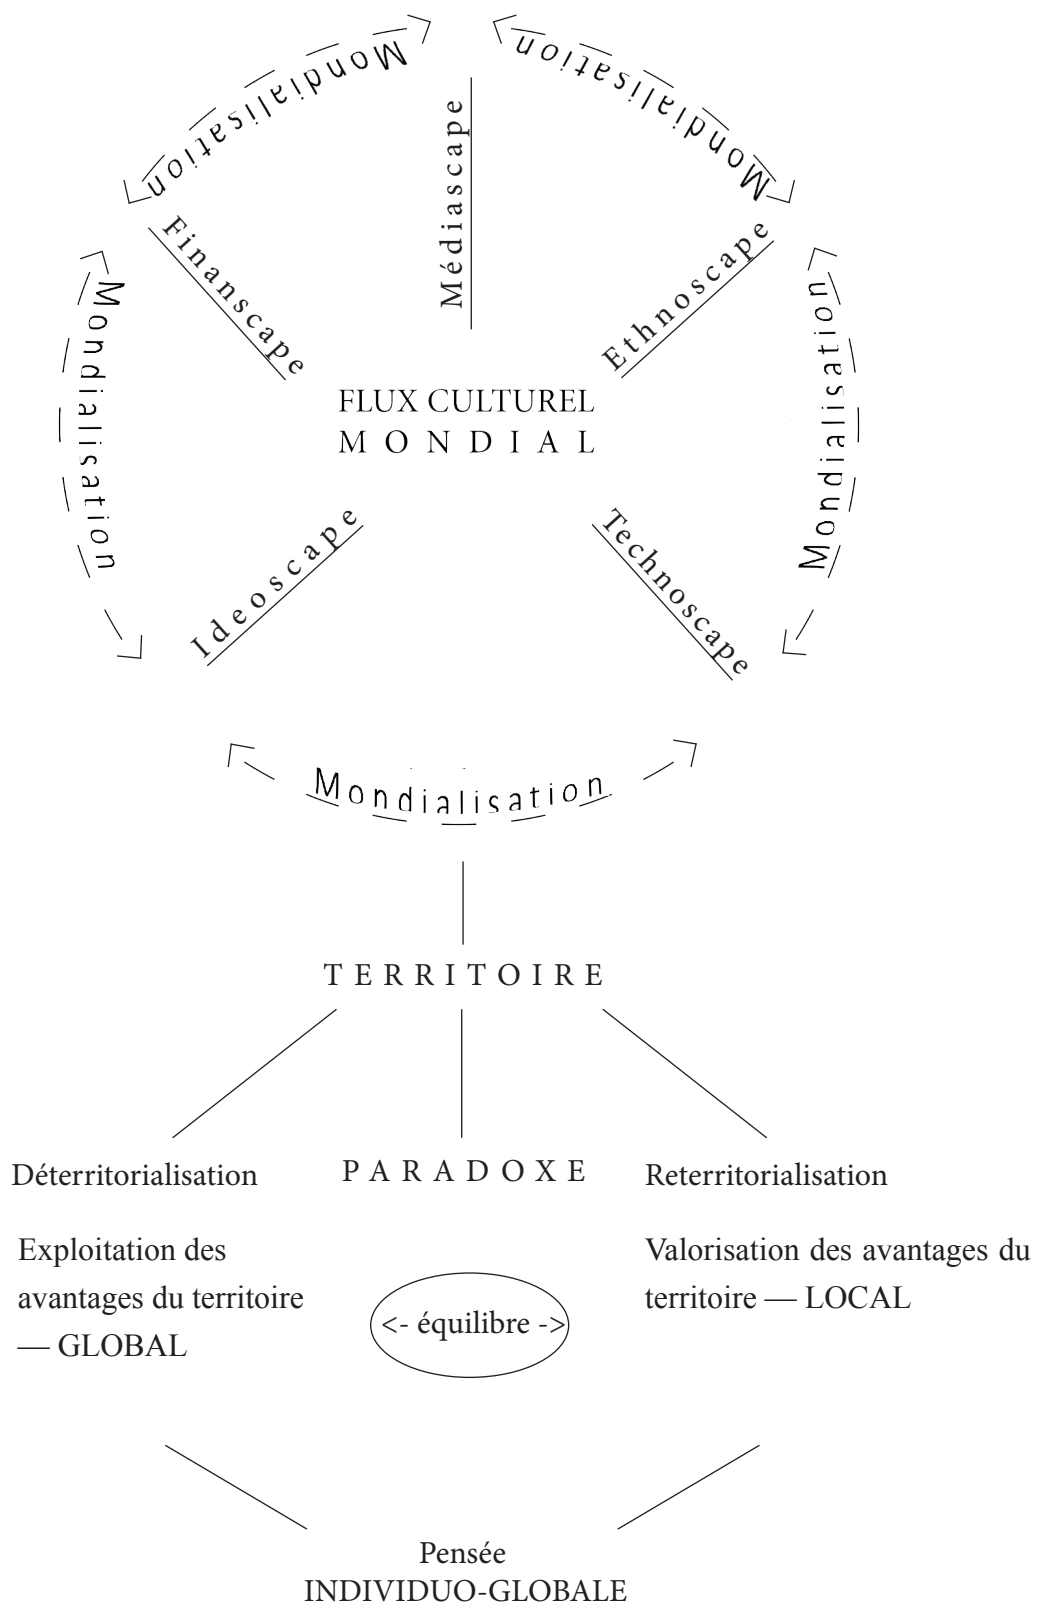 Mondialisation
Mondialisation
Médiascape
Finanscape
Ethnoscape
Mondialisation
Mondialisation
FLUX CULTUREL
MONDIAL
Ideoscape
Technoscape
Mondialisation
TERRITOIRE
Déterritorialisation
PARADOXE
Reterritorialisation
Exploitation des
avantages du territoire
— GLOBAL
<- équilibre ->
Valorisation des avantages du
territoire — LOCAL
Pensée
INDIVIDUO-GLOBALE